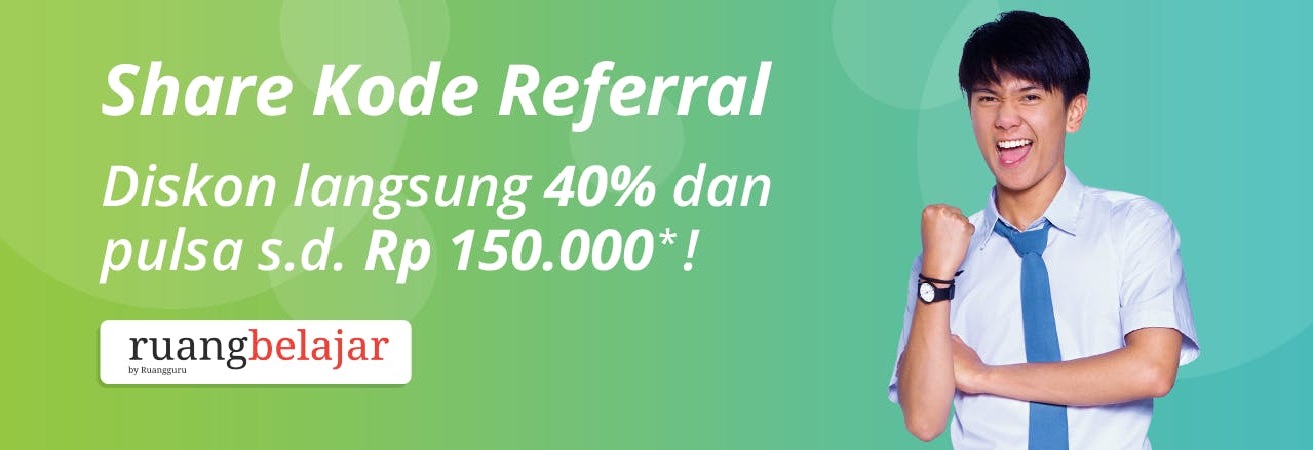 Share Kode Referral
Diskon langsung 40% dan
pulsa s.d. Rp 150.000*!
ruangbelajar
by Ruangguru